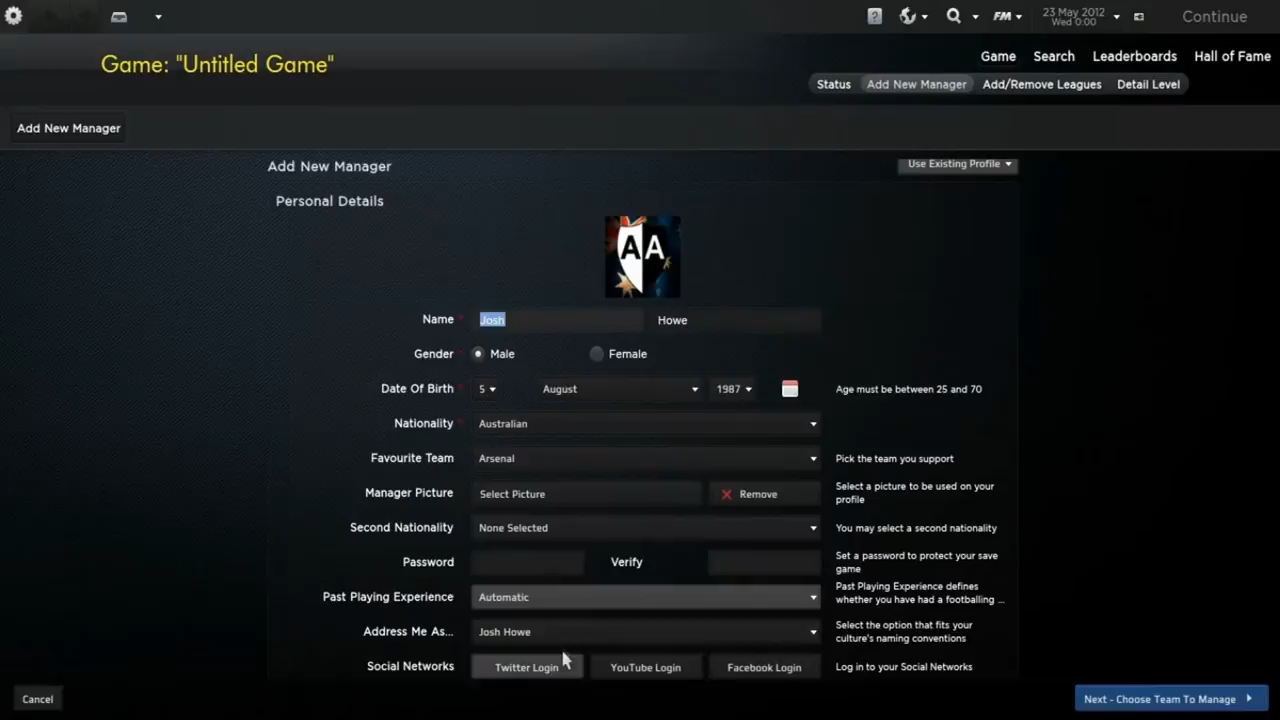 FM
23 May 2012
Wed 0:00
Continue
Game: "Untitled Game"
Game Search Leaderboards Hall of Fame
Status Add New Manager Add/Remove Leagues Detail Level
Add New Manager
Add New Manager
Use Existing Profile
Personal Details
AA
Name * Josh Howe
Gender * Male Female
Date Of Birth * 5 August 1987 Age must be between 25 and 70
Nationality * Australian
Favourite Team Arsenal Pick the team you support
Manager Picture Select Picture Remove Select a picture to be used on your
profile
Second Nationality None Selected You may select a second nationality
Password Verify Set a password to protect your save
game
Past Playing Experience Automatic Past Playing Experience defines
whether you have had a footballing ...
Address Me As... Josh Howe Select the option that fits your
culture's naming conventions
Social Networks Twitter Login YouTube Login Facebook Login Log in to your Social Networks
Cancel
Next - Choose Team To Manage